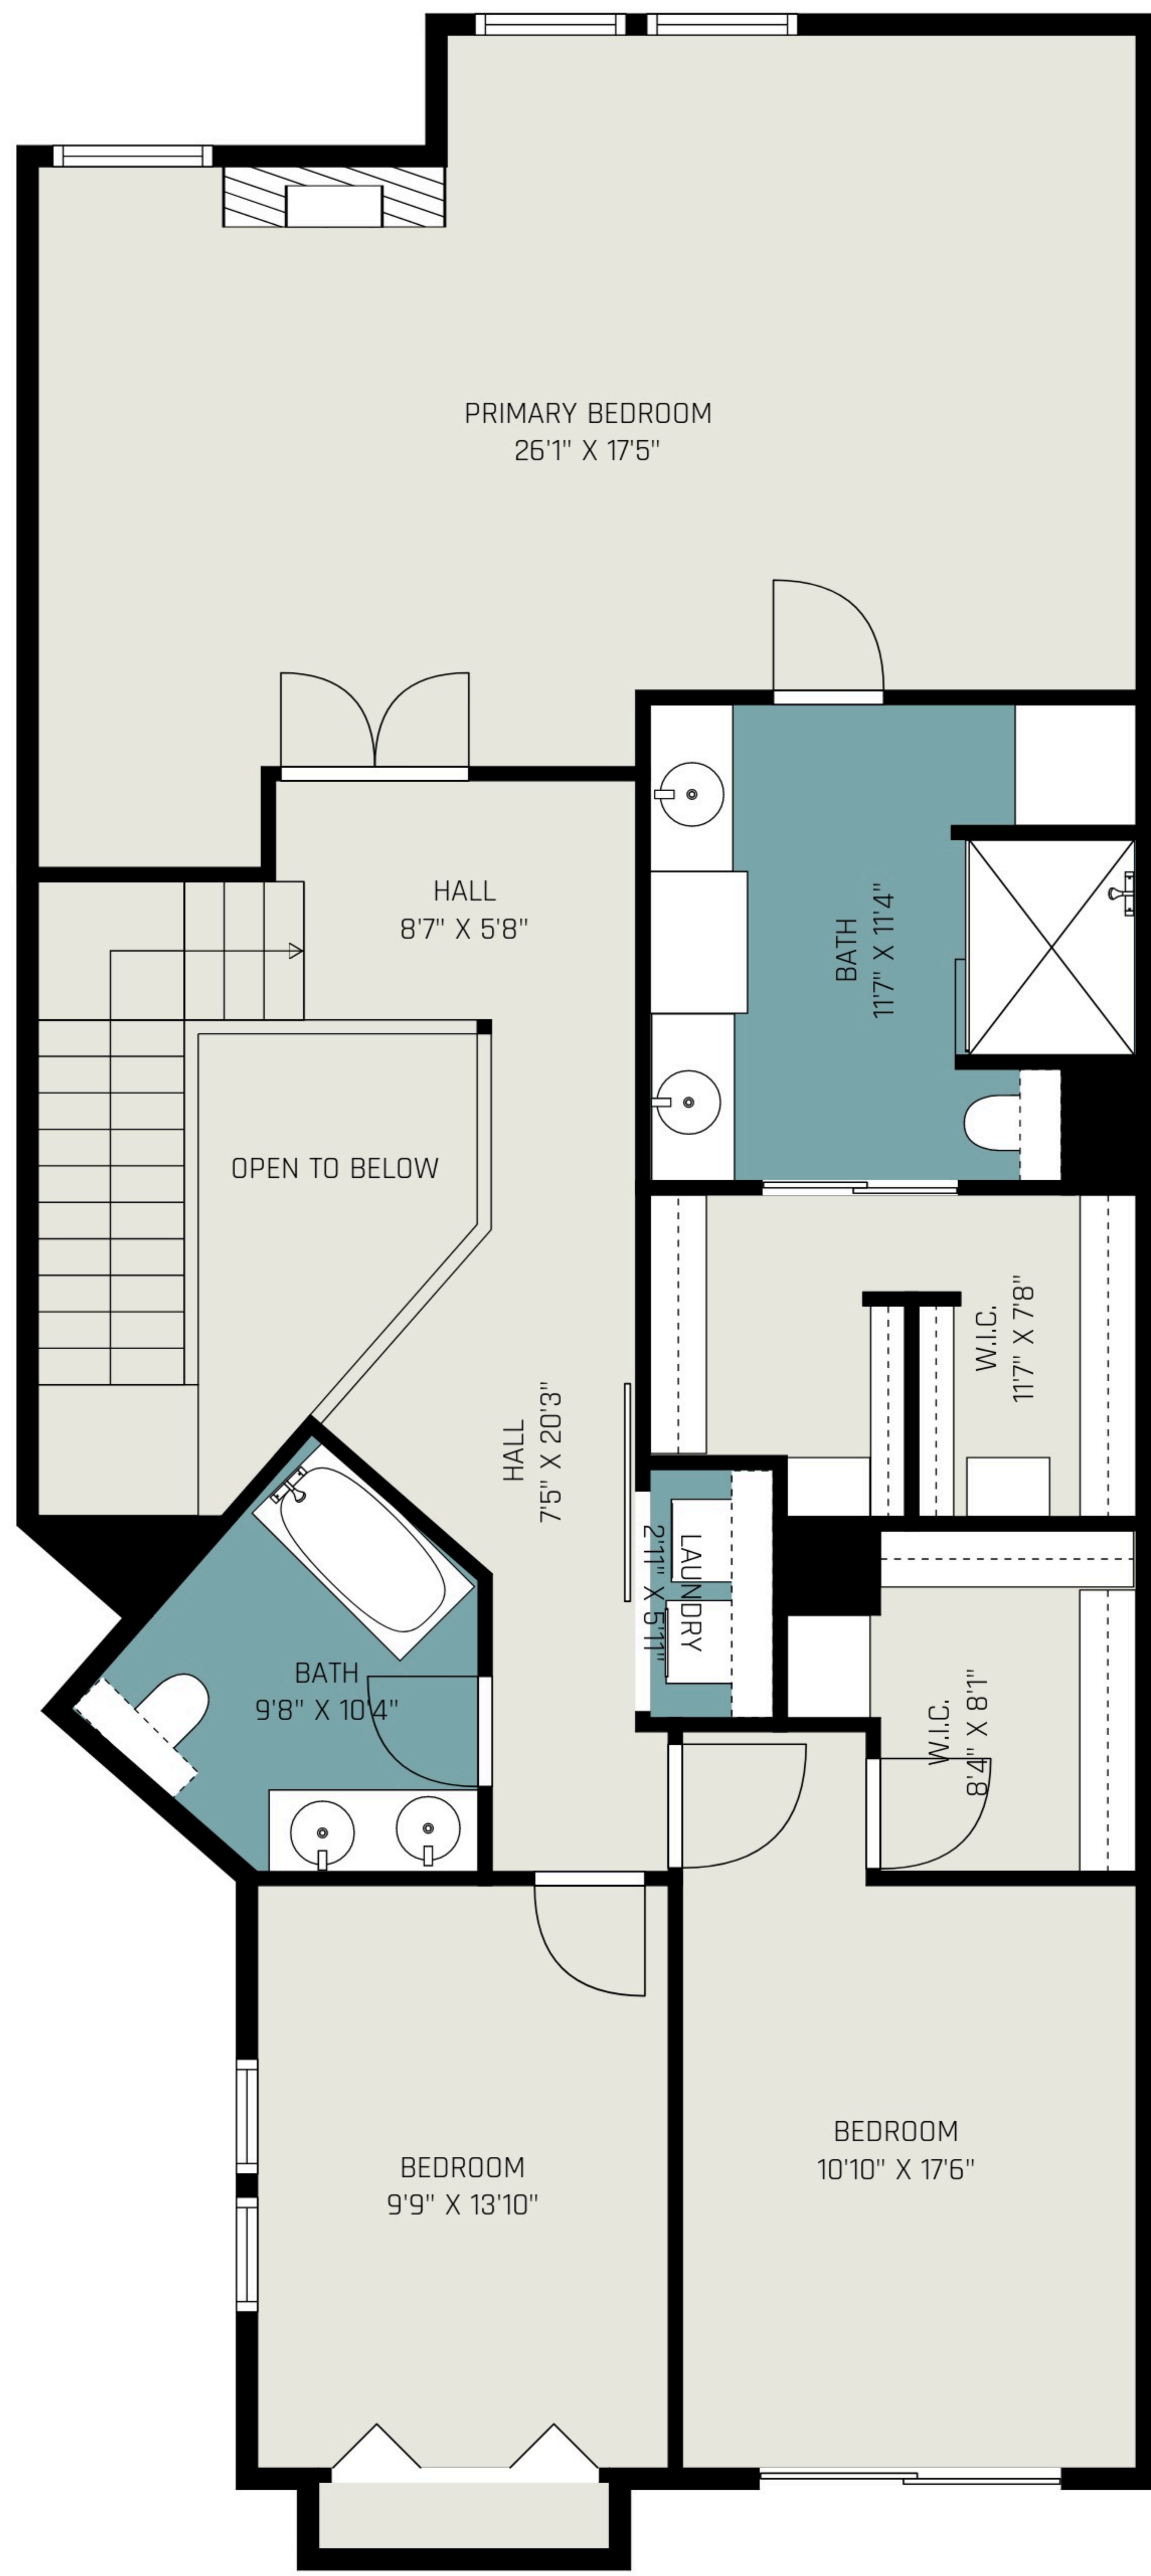 PRIMARY BEDROOM
26'1" X 17'5"
HALL
8'7" X 5'8"
BATH
11'7" X 11'4"
OPEN TO BELOW
W.I.C.
11'7" X 7'8"
HALL
7'5" X 20'3"
LAUNDRY
2'11" X 5'11"
BATH
9'8" X 10'4"
W.I.C.
8'4" X 8'1"
BEDROOM
9'9" X 13'10"
BEDROOM
10'10" X 17'6"